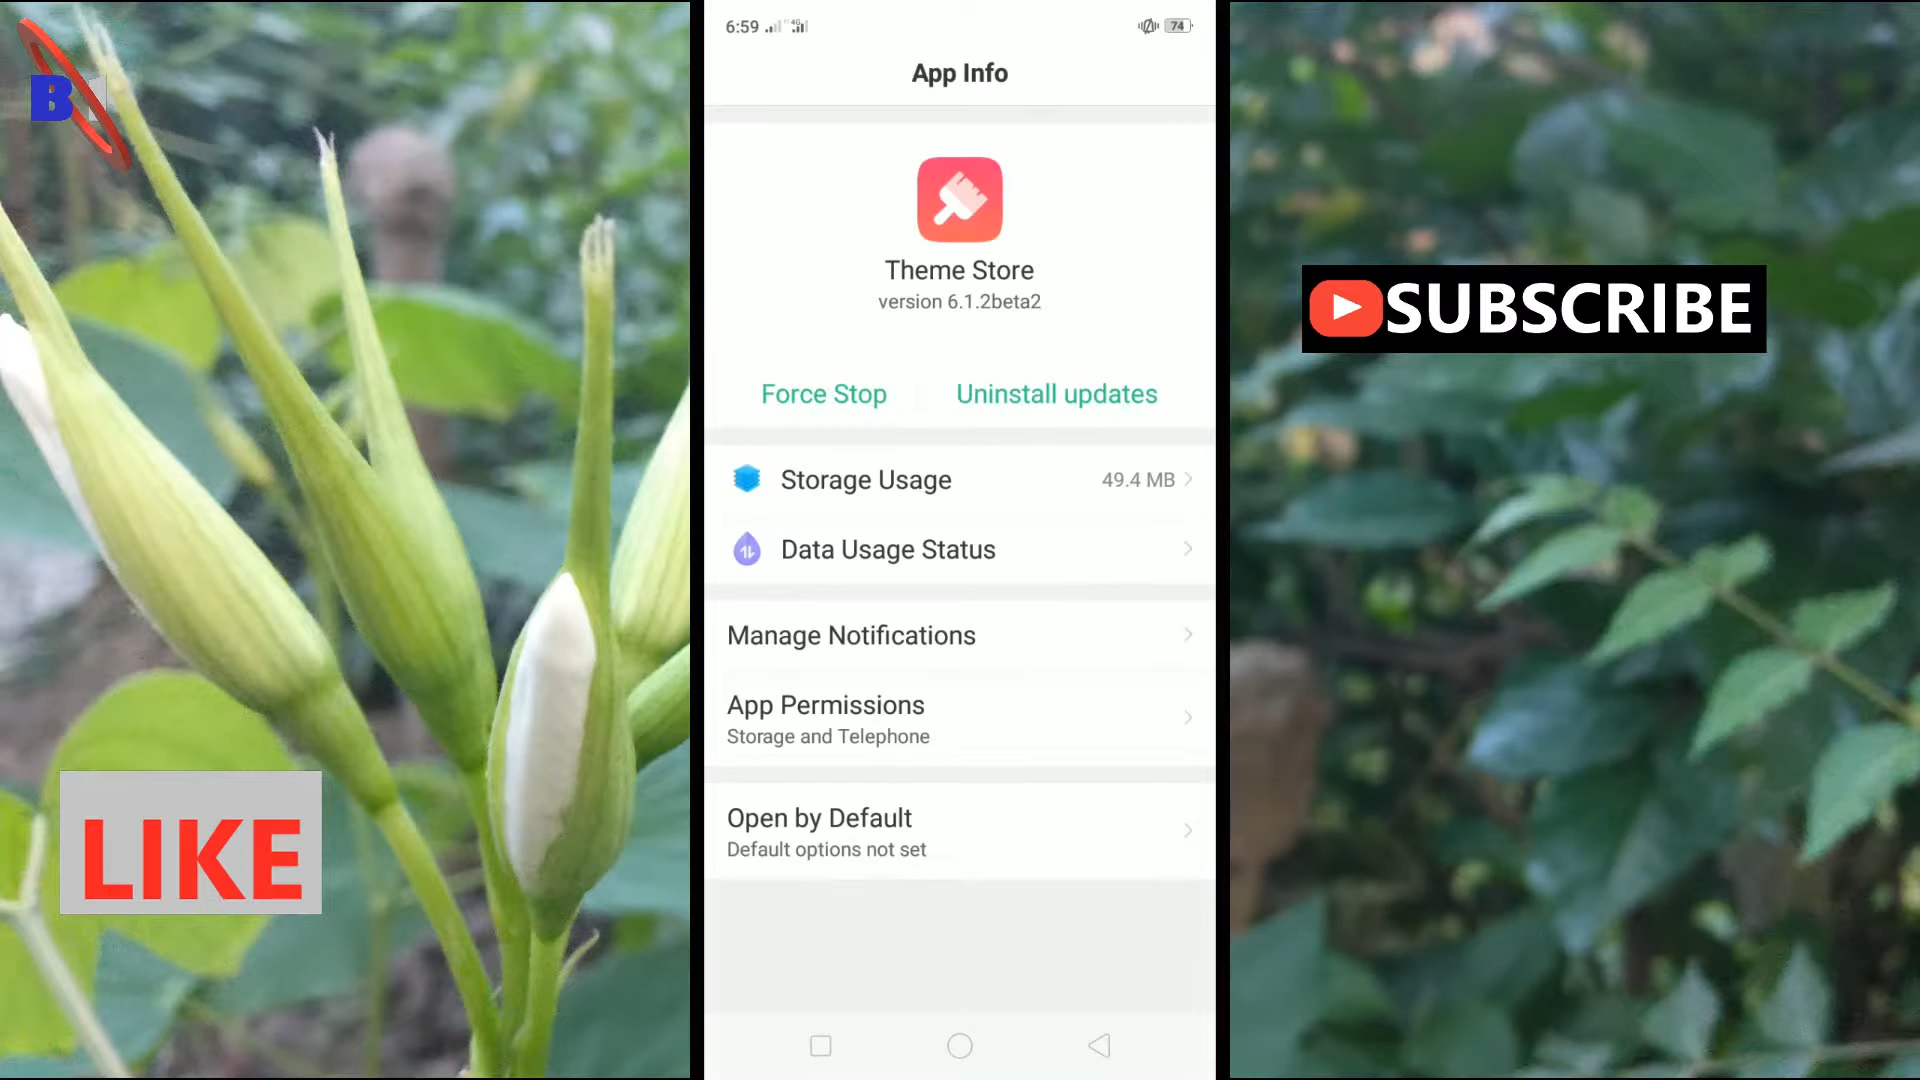 B
6:59
4G
74
App Info
Theme Store
version 6.1.2beta2
Force Stop
Uninstall updates
Storage Usage
49.4 MB
Data Usage Status
Manage Notifications
App Permissions
Storage and Telephone
Open by Default
Default options not set
SUBSCRIBE
LIKE